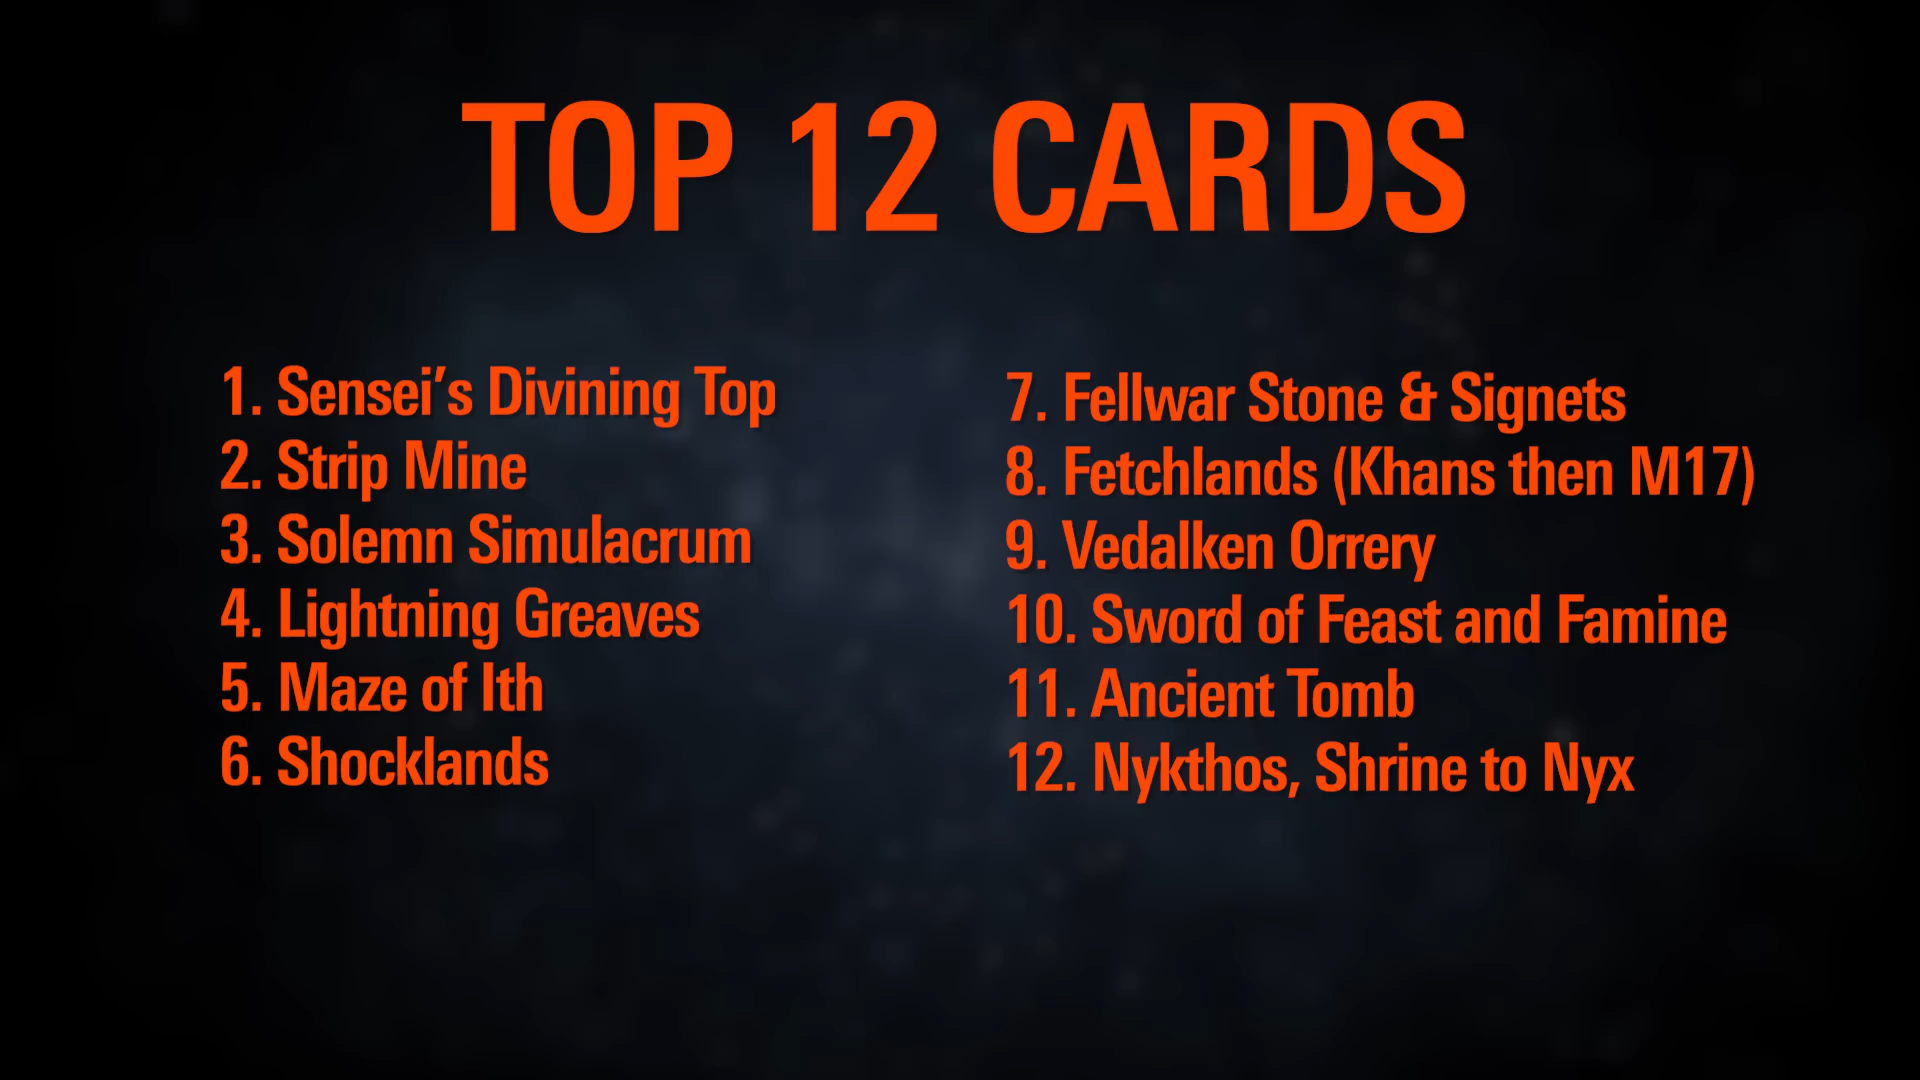 TOP 12 CARDS
1. Sensei’s Divining Top
2. Strip Mine
3. Solemn Simulacrum
4. Lightning Greaves
5. Maze of Ith
6. Shocklands
7. Fellwar Stone & Signets
8. Fetchlands (Khans then M17)
9. Vedalken Orrery
10. Sword of Feast and Famine
11. Ancient Tomb
12. Nykthos, Shrine to Nyx